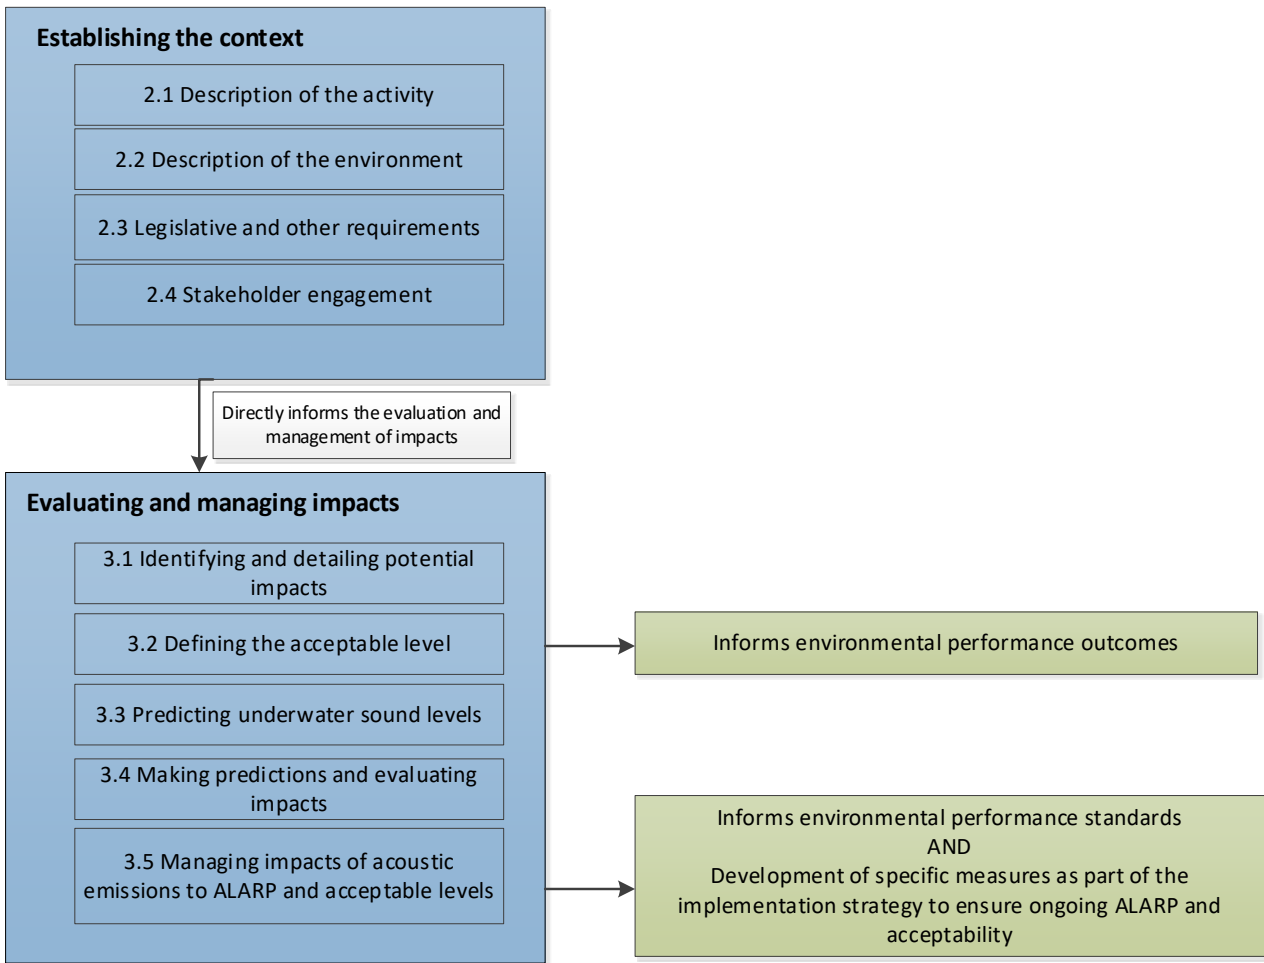 Establishing the context
2.1 Description of the activity
2.2 Description of the environment
2.3 Legislative and other requirements
2.4 Stakeholder engagement
Directly informs the evaluation and
management of impacts
Evaluating and managing impacts
3.1 Identifying and detailing potential
impacts
3.2 Defining the acceptable level
Informs environmental performance outcomes
3.3 Predicting underwater sound levels
3.4 Making predictions and evaluating
impacts
3.5 Managing impacts of acoustic
emissions to ALARP and acceptable levels
Informs environmental performance standards
AND
Development of specific measures as part of the
implementation strategy to ensure ongoing ALARP and
acceptability